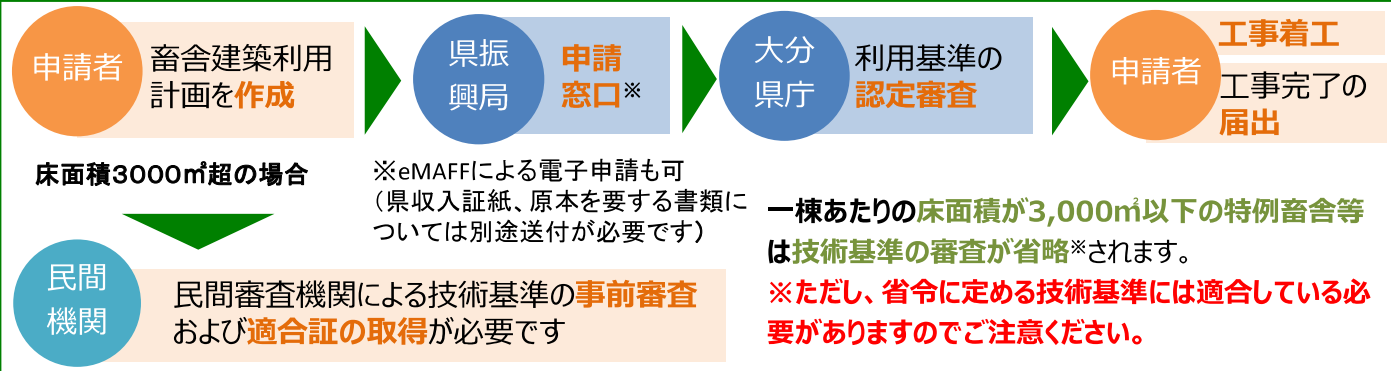 申請者
畜舎建築利用
計画を作成
県振
興局
申請
窓口※
大分
県庁
利用基準の
認定審査
申請者
工事着工
工事完了の
届出
床面積3000㎡超の場合
※eMAFFによる電子申請も可
（県収入証紙、原本を要する書類に
ついては別途送付が必要です）
民間
機関
民間審査機関による技術基準の事前審査
および適合証の取得が必要です
一棟あたりの床面積が3,000㎡以下の特例畜舎等
は技術基準の審査が省略※されます。
※ただし、省令に定める技術基準には適合している必
要がありますのでご注意ください。